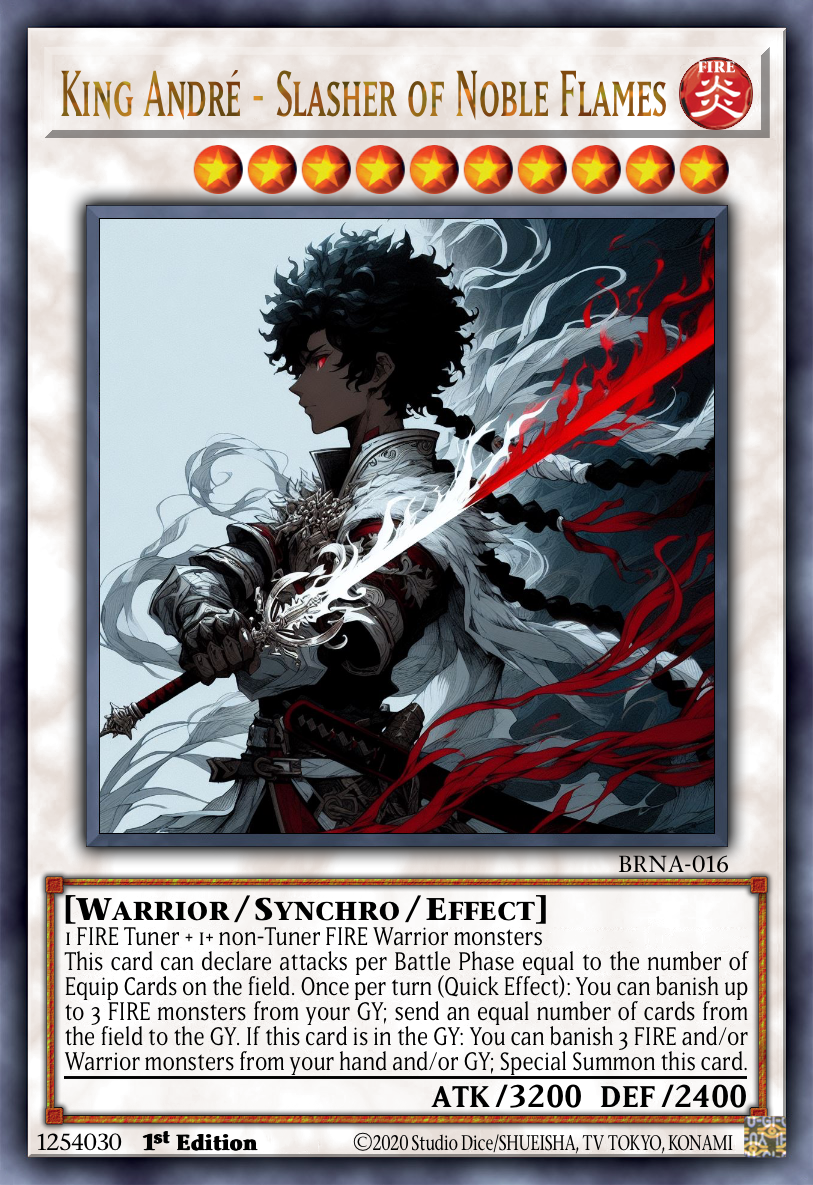 King André - Slasher of Noble Flames
FIRE
炎
BRNA-016
[Warrior/Synchro/Effect]
1 FIRE Tuner + 1+ non-Tuner FIRE Warrior monsters
This card can declare attacks per Battle Phase equal to the number of
Equip Cards on the field. Once per turn (Quick Effect): You can banish up
to 3 FIRE monsters from your GY; send an equal number of cards from
the field to the GY. If this card is in the GY: You can banish 3 FIRE and/or
Warrior monsters from your hand and/or GY; Special Summon this card.
ATK/3200 DEF/2400
1254030 1st Edition ©2020 Studio Dice/SHUEISHA, TV TOKYO, KONAMI